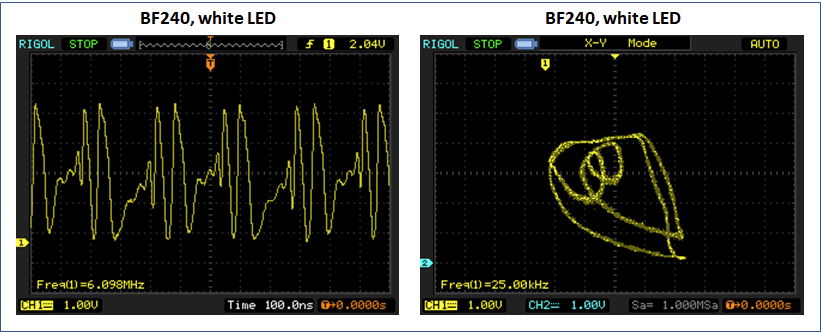 BF240, white LED
RIGOL STOP T 1 2.04V
T
1
Freq(1)=6.098MHz
CH1 1.00V Time 100.0ns T→0.0000s
BF240, white LED
RIGOL STOP X-Y Mode AUTO
1
2
Freq(1)=25.00kHz
CH1 1.00V CH2 1.00V Sa= 1.000MSa T→0.0000s